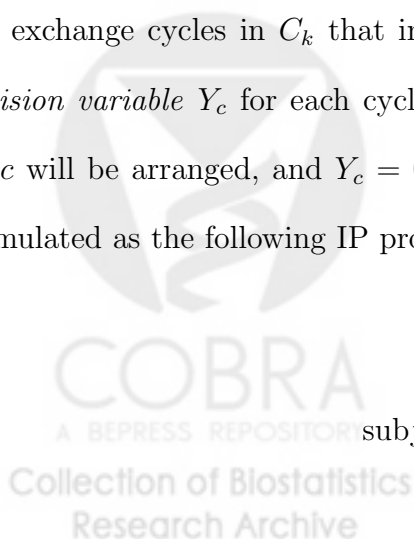 exchange cycles in C_k that in
ision variable Y_c for each cycl
c will be arranged, and Y_c =
mulated as the following IP pro
COBRA
A BEPRESS REPOSITORY
subj
Collection of Biostatistics
Research Archive